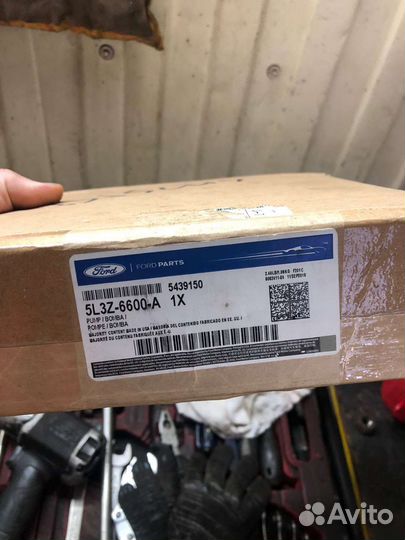 Ford
FORD PARTS
5439150
5L3Z-6600-A 1X
PUMP / BOMBA /
POMPE / BOMBA
MAJORITY CONTENT MADE IN USA / MAYORIA DEL CONTENIDO FABRICADO EN EE. UU. /
MAJORITÉ DU CONTENU FABRIQUÉ AUX É.-U.
Avito